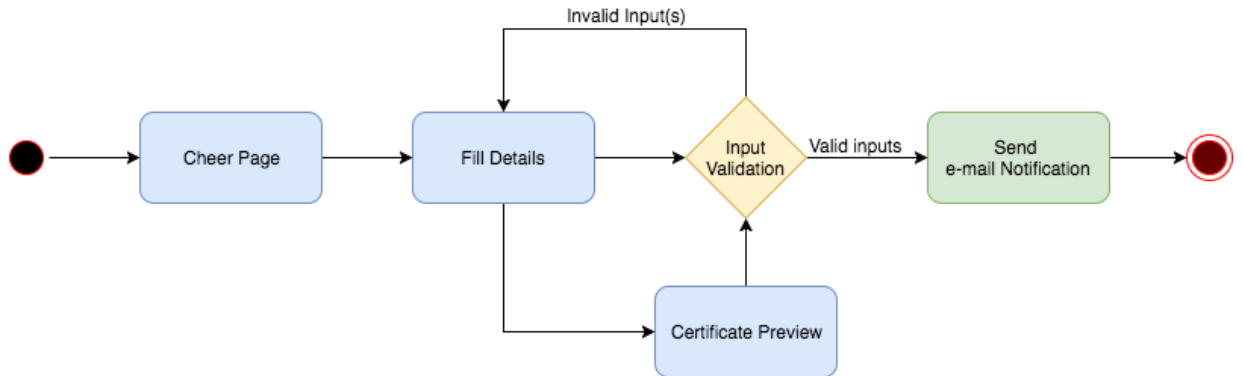 Invalid Input(s)
Cheer Page
Fill Details
Input
Validation
Valid inputs
Send
e-mail Notification
Certificate Preview